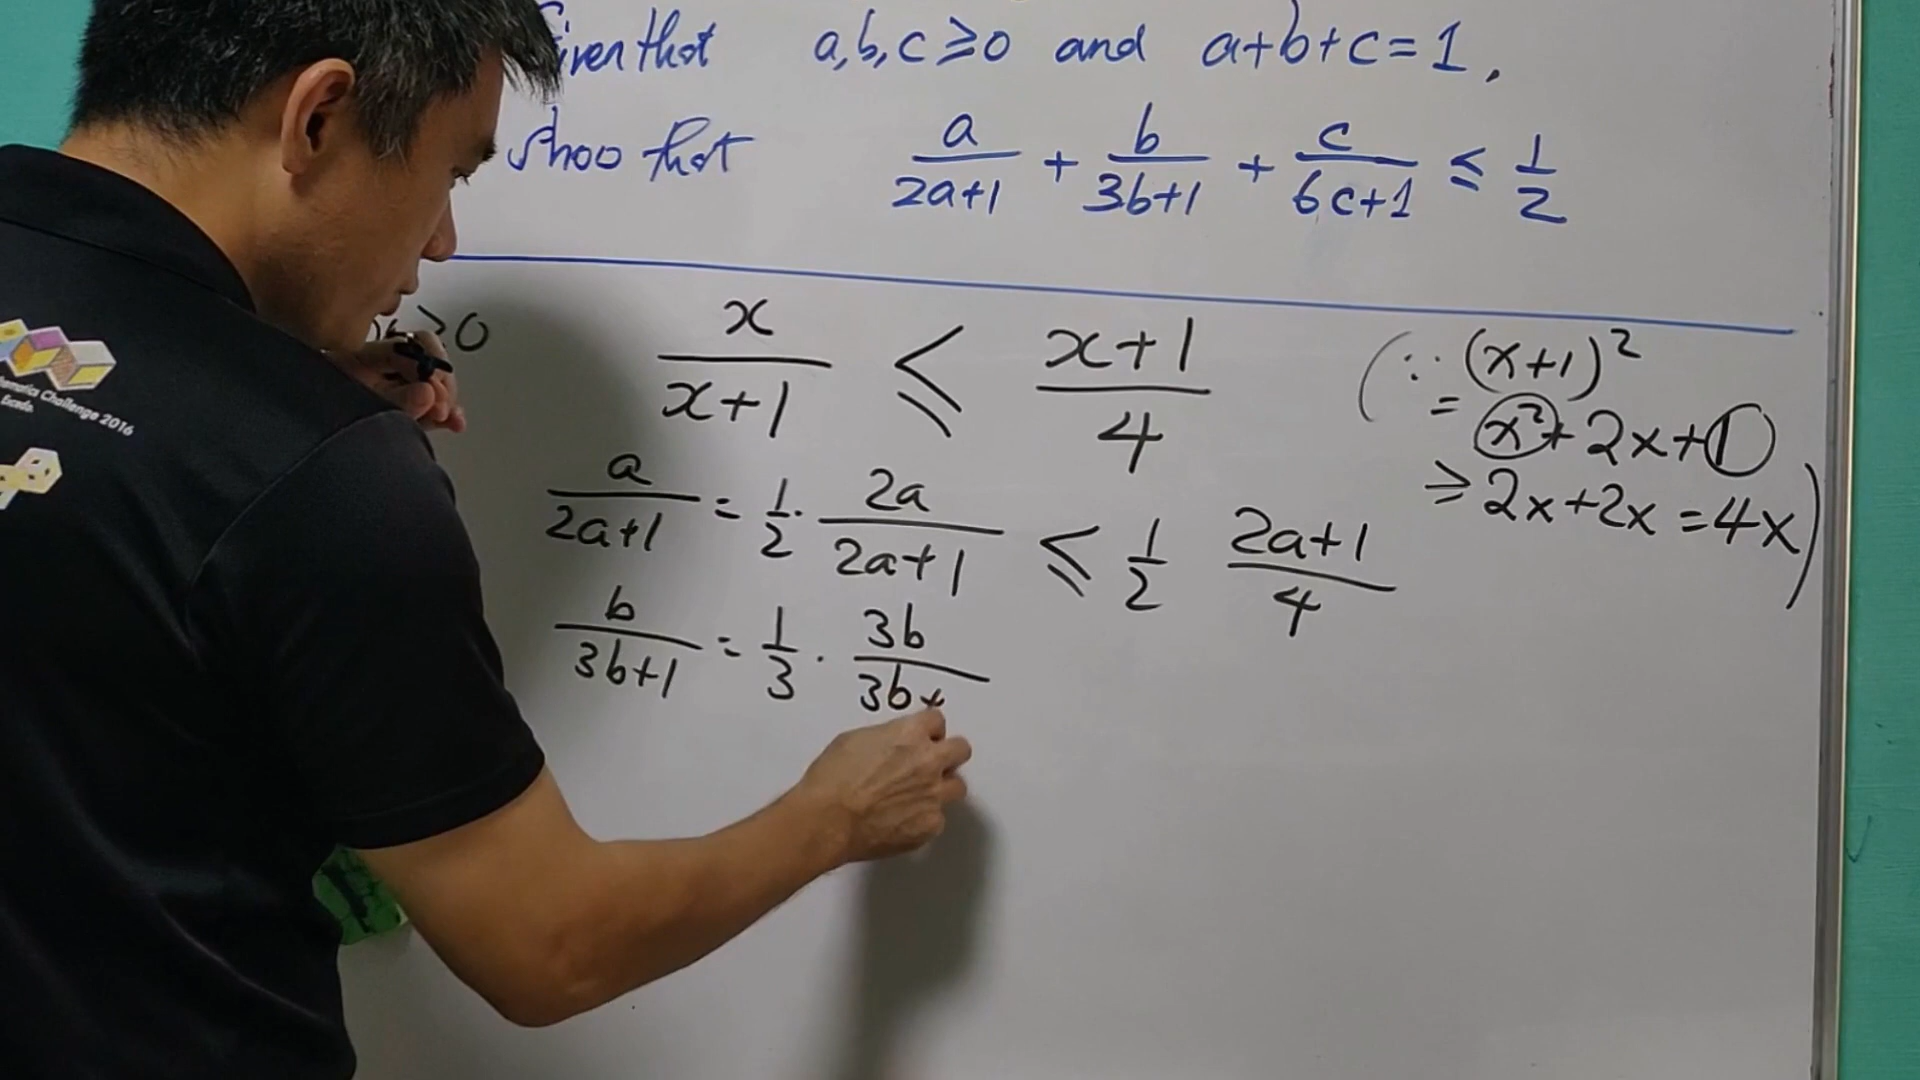 iven that a, b, c ≥ 0 and a+b+c=1,
shoo that a/(2a+1) + b/(3b+1) + c/(6c+1) ≤ 1/2
≥0 x/(x+1) ≤ (x+1)/4 (∵ (x+1)²
= x²+2x+1
≥ 2x+2x=4x)
a/(2a+1) = 1/2 · 2a/(2a+1) ≤ 1/2 (2a+1)/4
b/(3b+1) = 1/3 · 3b/3b+
Challenge 2016